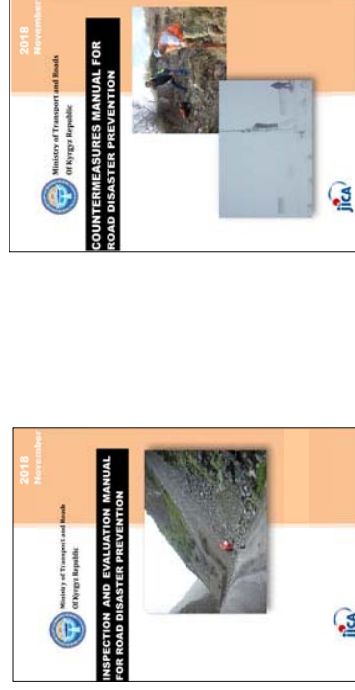 2018
November
Ministry of Transport and Roads
Of Kyrgyz Republic
COUNTERMEASURES MANUAL FOR
ROAD DISASTER PREVENTION
jICA
2018
November
Ministry of Transport and Roads
Of Kyrgyz Republic
INSPECTION AND EVALUATION MANUAL
FOR ROAD DISASTER PREVENTION
jICA